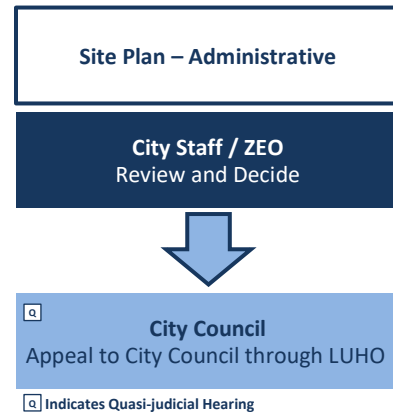 Site Plan – Administrative
City Staff / ZEO
Review and Decide
Q
City Council
Appeal to City Council through LUHO
Q Indicates Quasi-judicial Hearing